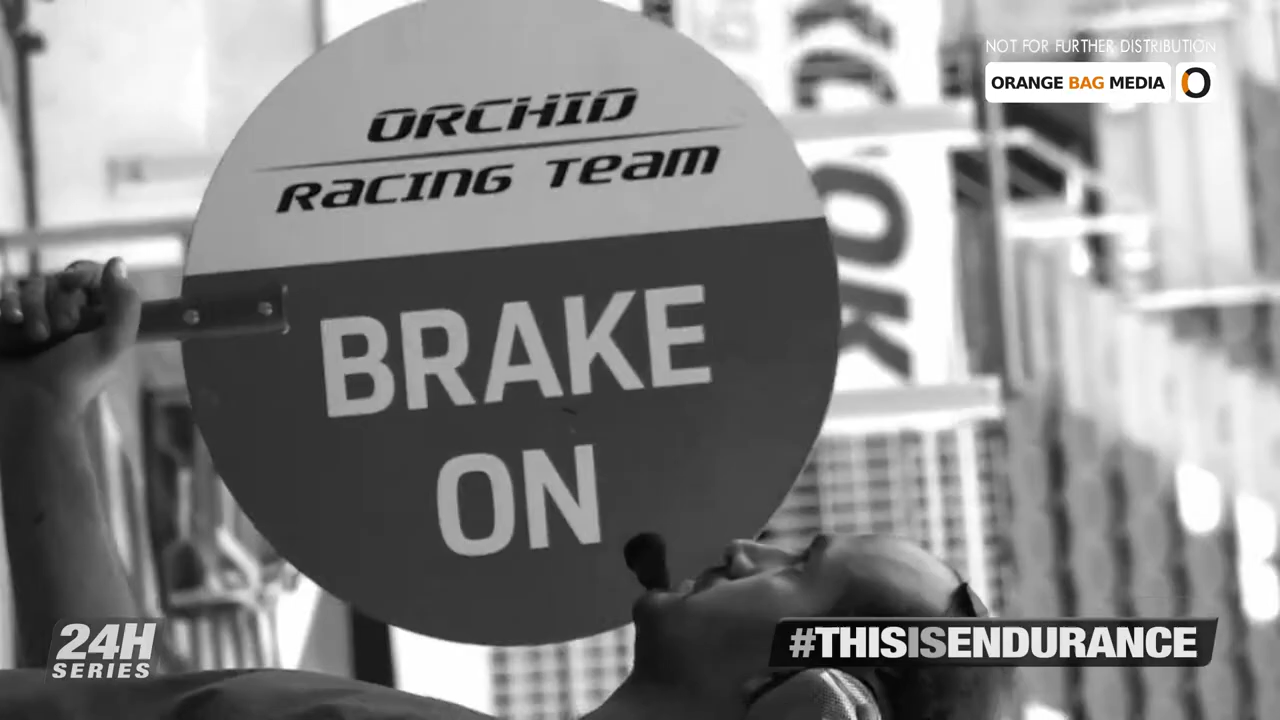 NOT FOR FURTHER DISTRIBUTION
ORANGE BAG MEDIA
ORCHID
RACING TEAM
BRAKE
ON
24H
SERIES
#THISISENDURANCE